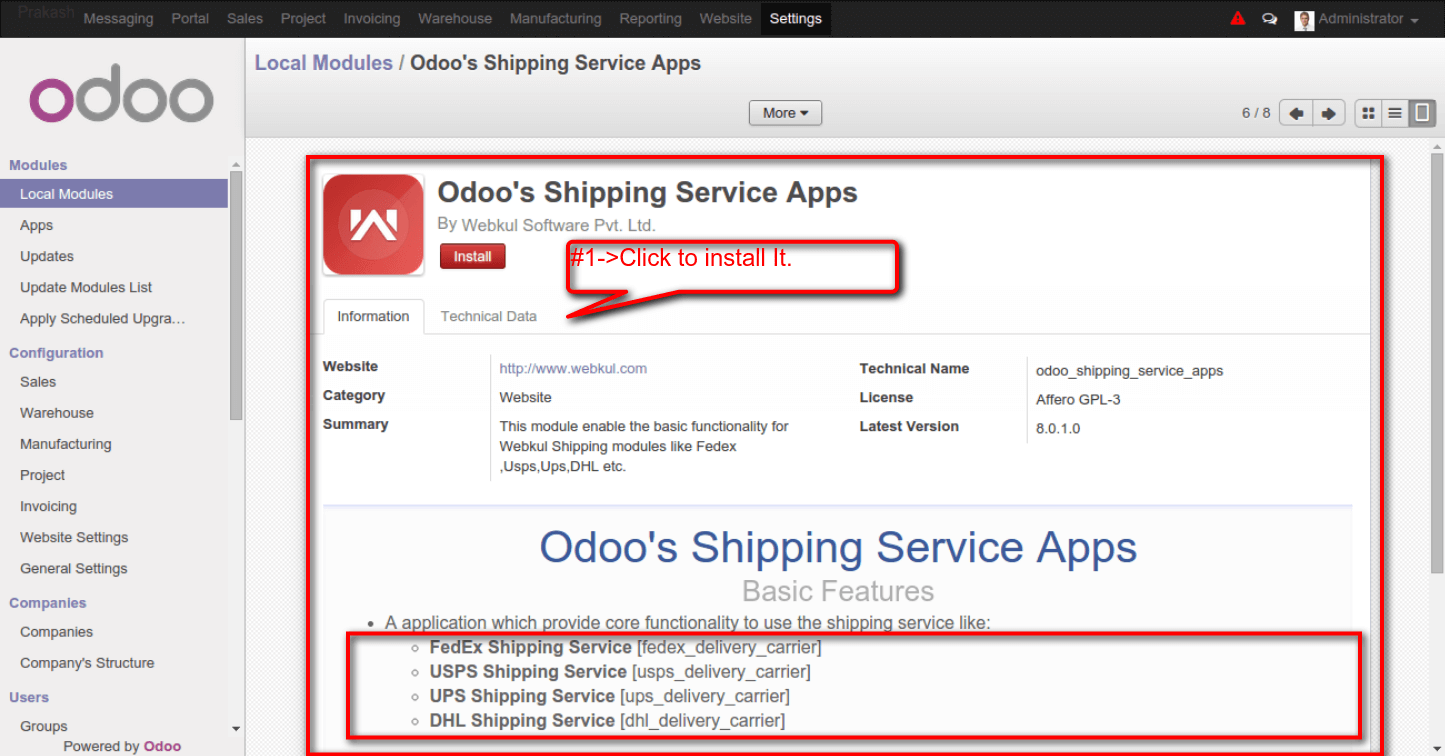 Prakash Messaging Portal Sales Project Invoicing Warehouse Manufacturing Reporting Website Settings Administrator
odoo
Modules
Local Modules
Apps
Updates
Update Modules List
Apply Scheduled Upgra…
Configuration
Sales
Warehouse
Manufacturing
Project
Invoicing
Website Settings
General Settings
Companies
Companies
Company's Structure
Users
Groups
Powered by Odoo
Local Modules / Odoo's Shipping Service Apps
More
6 / 8
Odoo's Shipping Service Apps
By Webkul Software Pvt. Ltd.
Install
#1->Click to install It.
Information Technical Data
Website http://www.webkul.com
Category Website
Summary This module enable the basic functionality for
Webkul Shipping modules like Fedex
,Usps,Ups,DHL etc.
Technical Name odoo_shipping_service_apps
License Affero GPL-3
Latest Version 8.0.1.0
Odoo's Shipping Service Apps
Basic Features
A application which provide core functionality to use the shipping service like:
FedEx Shipping Service [fedex_delivery_carrier]
USPS Shipping Service [usps_delivery_carrier]
UPS Shipping Service [ups_delivery_carrier]
DHL Shipping Service [dhl_delivery_carrier]